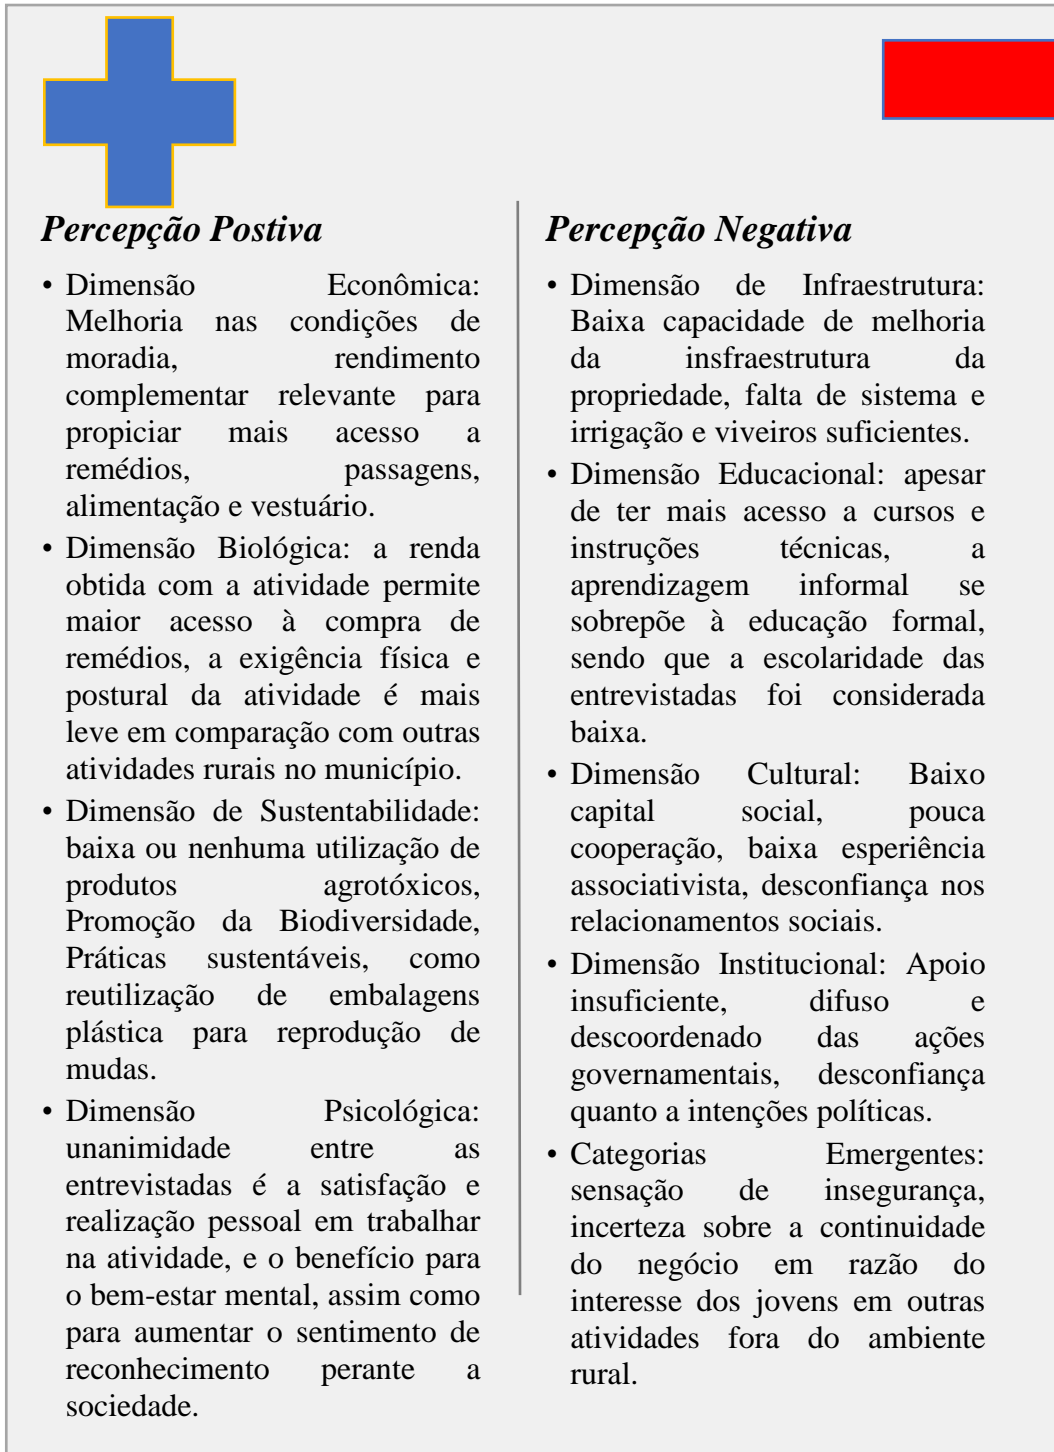 Percepção Postiva
• Dimensão Econômica:
Melhoria nas condições de
moradia, rendimento
complementar relevante para
propiciar mais acesso a
remédios, passagens,
alimentação e vestuário.
• Dimensão Biológica: a renda
obtida com a atividade permite
maior acesso à compra de
remédios, a exigência física e
postural da atividade é mais
leve em comparação com outras
atividades rurais no município.
• Dimensão de Sustentabilidade:
baixa ou nenhuma utilização de
produtos agrotóxicos,
Promoção da Biodiversidade,
Práticas sustentáveis, como
reutilização de embalagens
plástica para reprodução de
mudas.
• Dimensão Psicológica:
unanimidade entre as
entrevistadas é a satisfação e
realização pessoal em trabalhar
na atividade, e o benefício para
o bem-estar mental, assim como
para aumentar o sentimento de
reconhecimento perante a
sociedade.
Percepção Negativa
• Dimensão de Infraestrutura:
Baixa capacidade de melhoria
da insfraestrutura da
propriedade, falta de sistema e
irrigação e viveiros suficientes.
• Dimensão Educacional: apesar
de ter mais acesso a cursos e
instruções técnicas, a
aprendizagem informal se
sobrepõe à educação formal,
sendo que a escolaridade das
entrevistadas foi considerada
baixa.
• Dimensão Cultural: Baixo
capital social, pouca
cooperação, baixa esperiência
associativista, desconfiança nos
relacionamentos sociais.
• Dimensão Institucional: Apoio
insuficiente, difuso e
descoordenado das ações
governamentais, desconfiança
quanto a intenções políticas.
• Categorias Emergentes:
sensação de insegurança,
incerteza sobre a continuidade
do negócio em razão do
interesse dos jovens em outras
atividades fora do ambiente
rural.